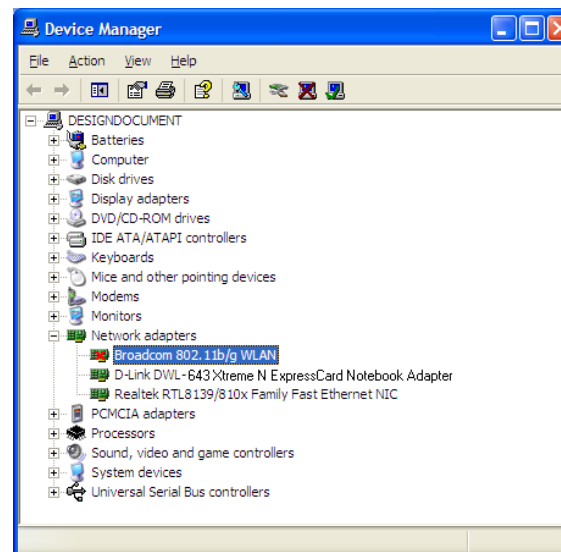 Device Manager
File Action View Help
DESIGNDOCUMENT
Batteries
Computer
Disk drives
Display adapters
DVD/CD-ROM drives
IDE ATA/ATAPI controllers
Keyboards
Mice and other pointing devices
Modems
Monitors
Network adapters
Broadcom 802.11b/g WLAN
D-Link DWL-643 Xtreme N ExpressCard Notebook Adapter
Realtek RTL8139/810x Family Fast Ethernet NIC
PCMCIA adapters
Processors
Sound, video and game controllers
System devices
Universal Serial Bus controllers